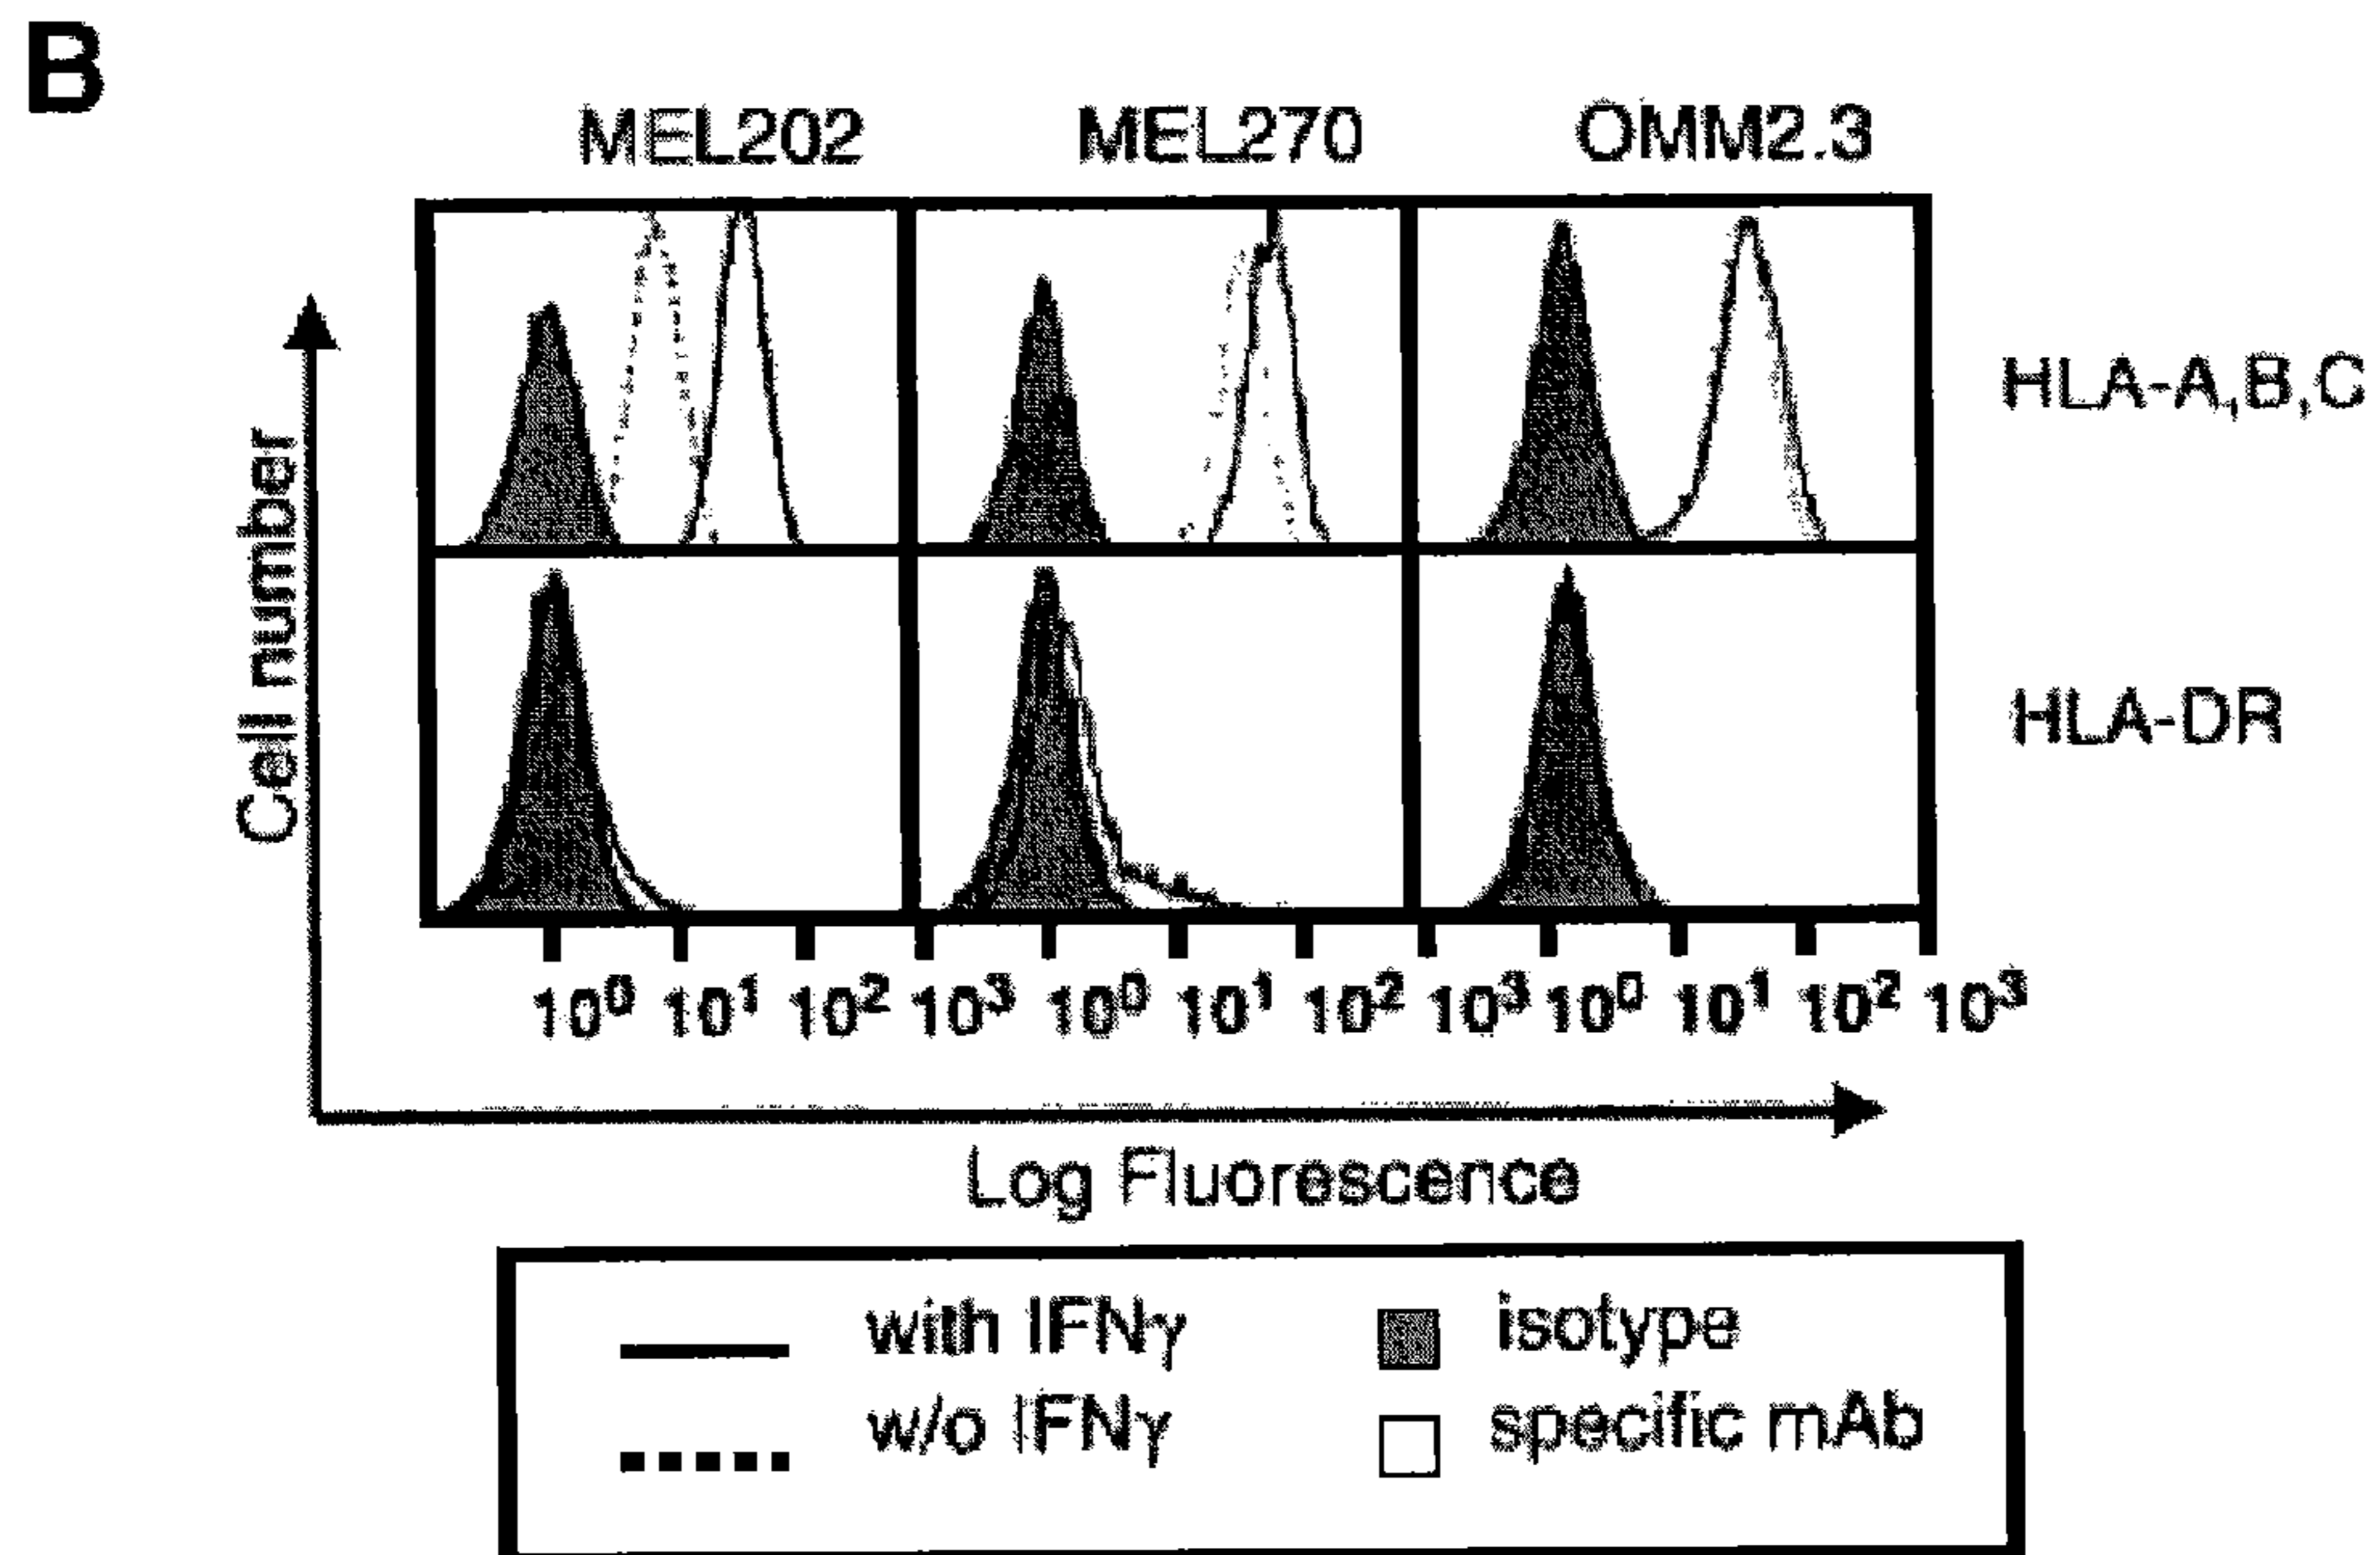 B
MEL202 MEL270 OMM2.3
HLA-A,B,C
HLA-DR
Cell number
10⁰ 10¹ 10² 10³ 10⁰ 10¹ 10² 10³ 10⁰ 10¹ 10² 10³
Log Fluorescence
with IFNγ isotype
w/o IFNγ specific mAb